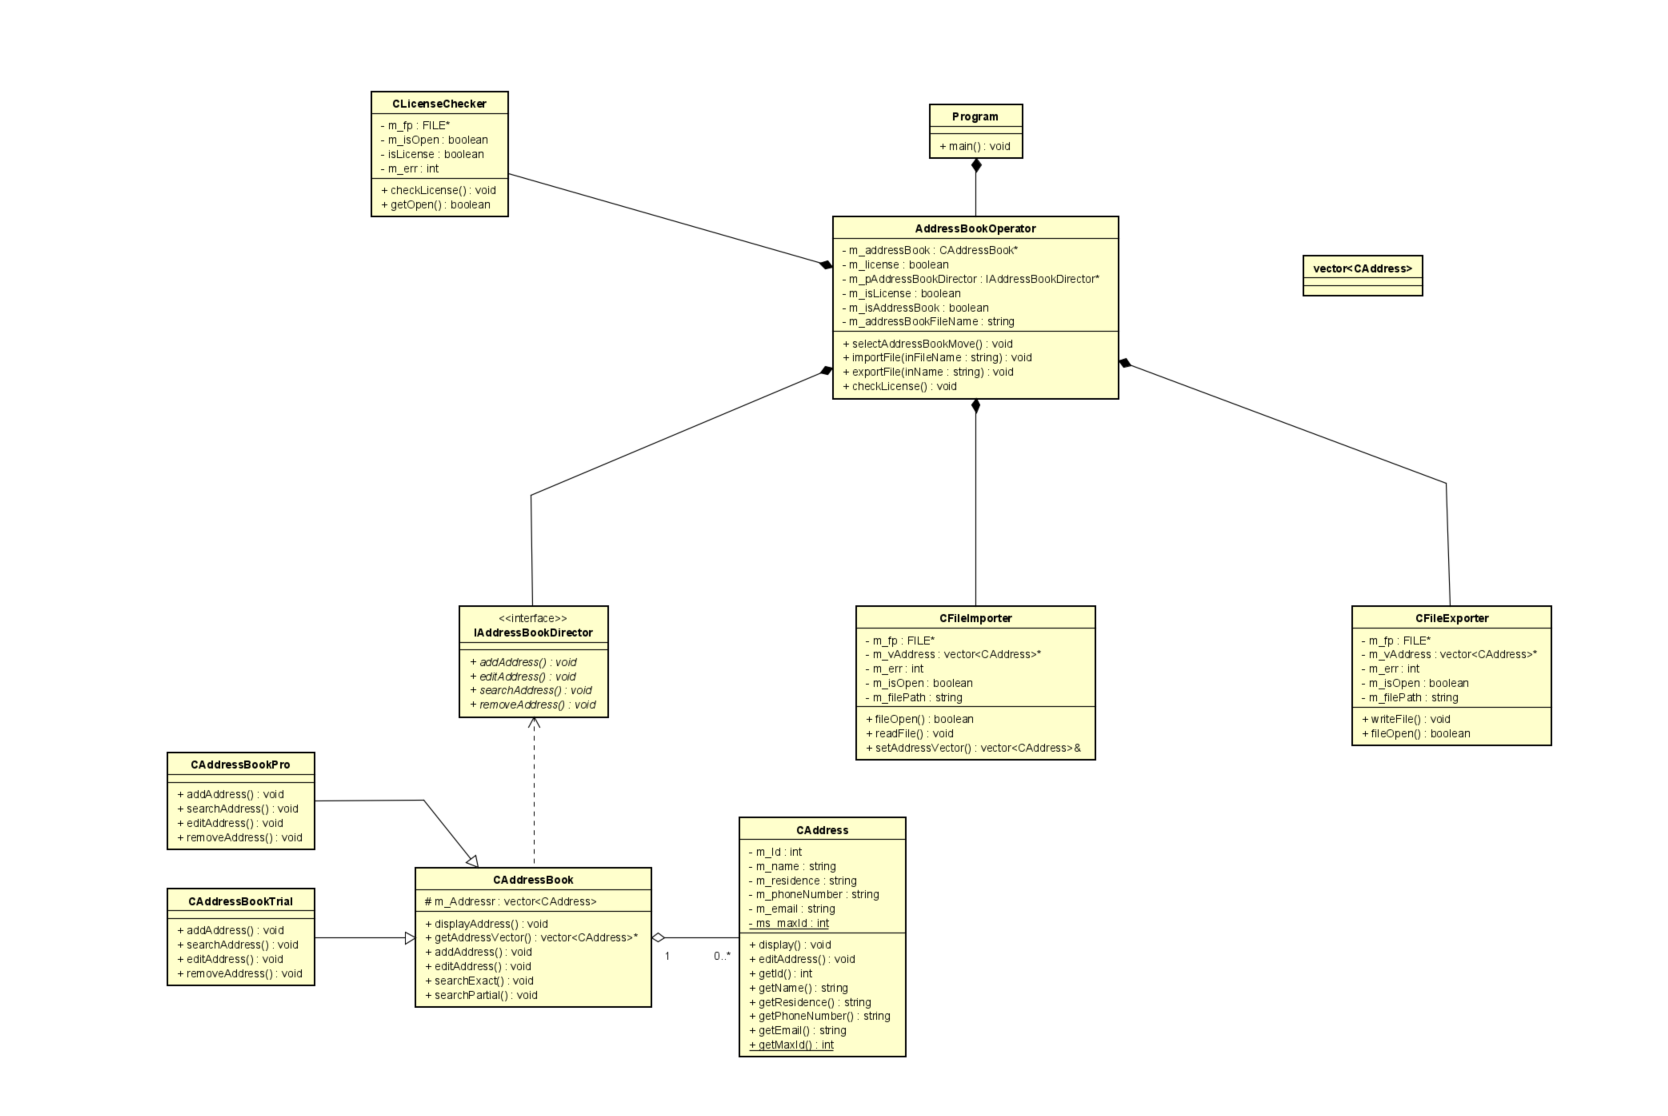 CLicenseChecker
- m_fp : FILE*
- m_isOpen : boolean
- isLicense : boolean
- m_err : int
+ checkLicense() : void
+ getOpen() : boolean
Program
+ main() : void
AddressBookOperator
- m_addressBook : CAddressBook*
- m_license : boolean
- m_pAddressBookDirector : IAddressBookDirector*
- m_isLicense : boolean
- m_isAddressBook : boolean
- m_addressBookFileName : string
+ selectAddressBookMove() : void
+ importFile(inFileName : string) : void
+ exportFile(inName : string) : void
+ checkLicense() : void
vector<CAddress>
<<interface>>
IAddressBookDirector
+ addAddress() : void
+ editAddress() : void
+ searchAddress() : void
+ removeAddress() : void
CFileImporter
- m_fp : FILE*
- m_vAddress : vector<CAddress>*
- m_err : int
- m_isOpen : boolean
- m_filePath : string
+ fileOpen() : boolean
+ readFile() : void
+ setAddressVector() : vector<CAddress>&
CFileExporter
- m_fp : FILE*
- m_vAddress : vector<CAddress>*
- m_err : int
- m_isOpen : boolean
- m_filePath : string
+ writeFile() : void
+ fileOpen() : boolean
CAddressBookPro
+ addAddress() : void
+ searchAddress() : void
+ editAddress() : void
+ removeAddress() : void
CAddressBookTrial
+ addAddress() : void
+ searchAddress() : void
+ editAddress() : void
+ removeAddress() : void
CAddressBook
# m_Addressr : vector<CAddress>
+ displayAddress() : void
+ getAddressVector() : vector<CAddress>*
+ addAddress() : void
+ editAddress() : void
+ searchExact() : void
+ searchPartial() : void
1
0..*
CAddress
- m_Id : int
- m_name : string
- m_residence : string
- m_phoneNumber : string
- m_email : string
- ms_maxId : int
+ display() : void
+ editAddress() : void
+ getId() : int
+ getName() : string
+ getResidence() : string
+ getPhoneNumber() : string
+ getEmail() : string
+ getMaxId() : int